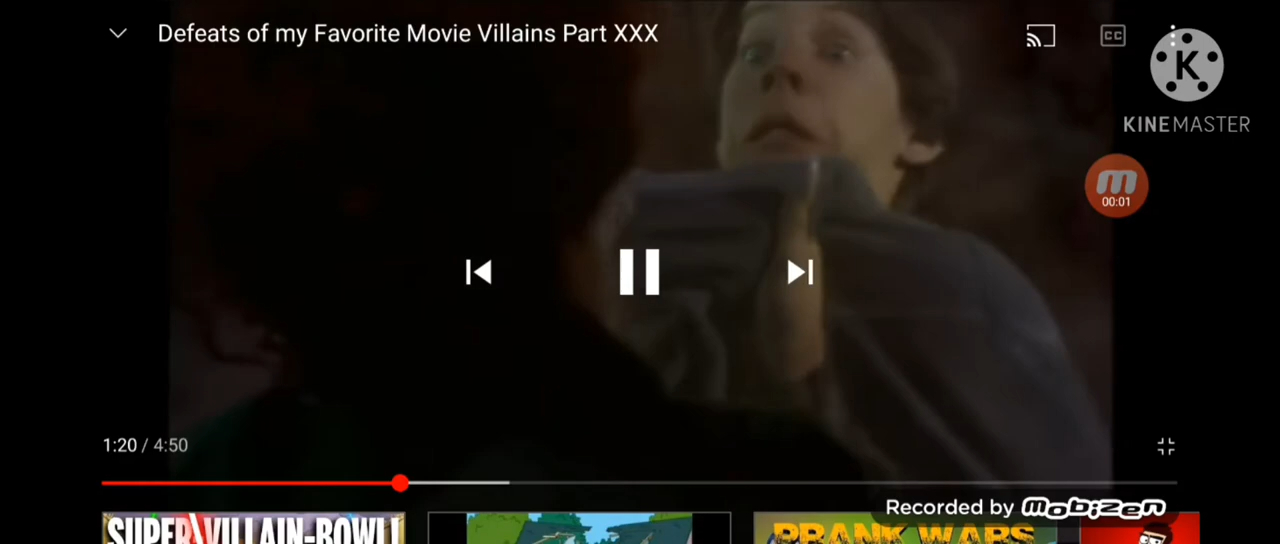 Defeats of my Favorite Movie Villains Part XXX
CC
K
KINEMASTER
m
00:01
1:20 / 4:50
Recorded by mobizen
SUPER VILLAIN-BOWL!
PRANK WARS